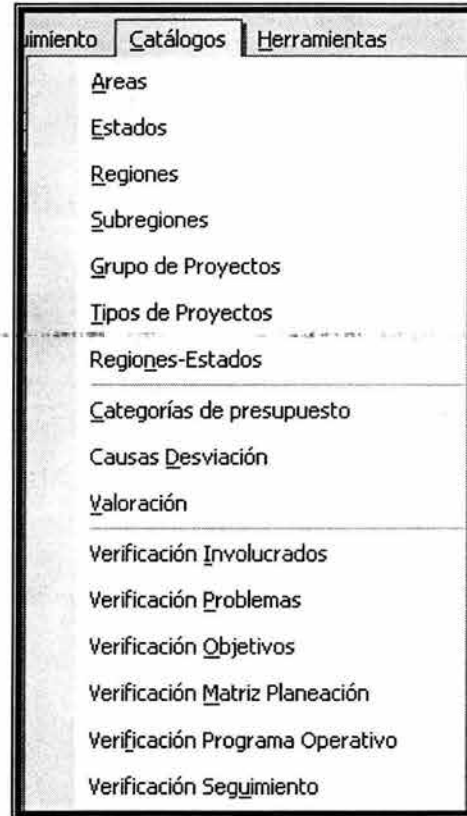 uimiento Catálogos Herramientas
Areas
Estados
Regiones
Subregiones
Grupo de Proyectos
Tipos de Proyectos
Regiones-Estados
Categorías de presupuesto
Causas Desviación
Valoración
Verificación Involucrados
Verificación Problemas
Verificación Objetivos
Verificación Matriz Planeación
Verificación Programa Operativo
Verificación Seguimiento